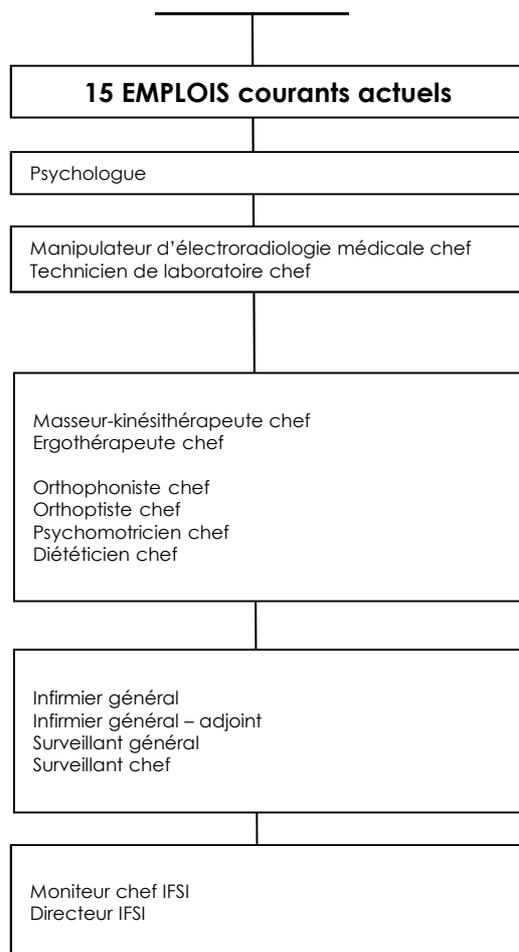 15 EMPLOIS courants actuels
Psychologue
Manipulateur d'électroradiologie médicale chef
Technicien de laboratoire chef
Masseur-kinésithérapeute chef
Ergothérapeute chef
Orthophoniste chef
Orthoptiste chef
Psychomotricien chef
Diététicien chef
Infirmier général
Infirmier général – adjoint
Surveillant général
Surveillant chef
Moniteur chef IFSI
Directeur IFSI